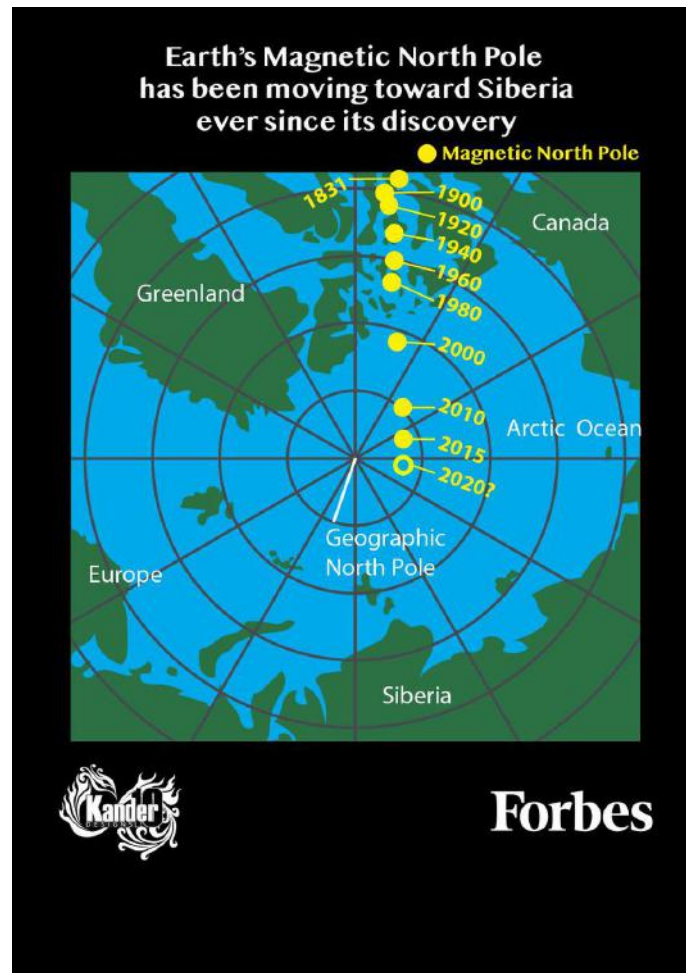 Earth's Magnetic North Pole
has been moving toward Siberia
ever since its discovery
Magnetic North Pole
1831
1900
1920
Canada
1940
1960
Greenland
1980
2000
2010
Arctic Ocean
2015
2020?
Geographic
North Pole
Europe
Siberia
Kander
DESIGNS
Forbes